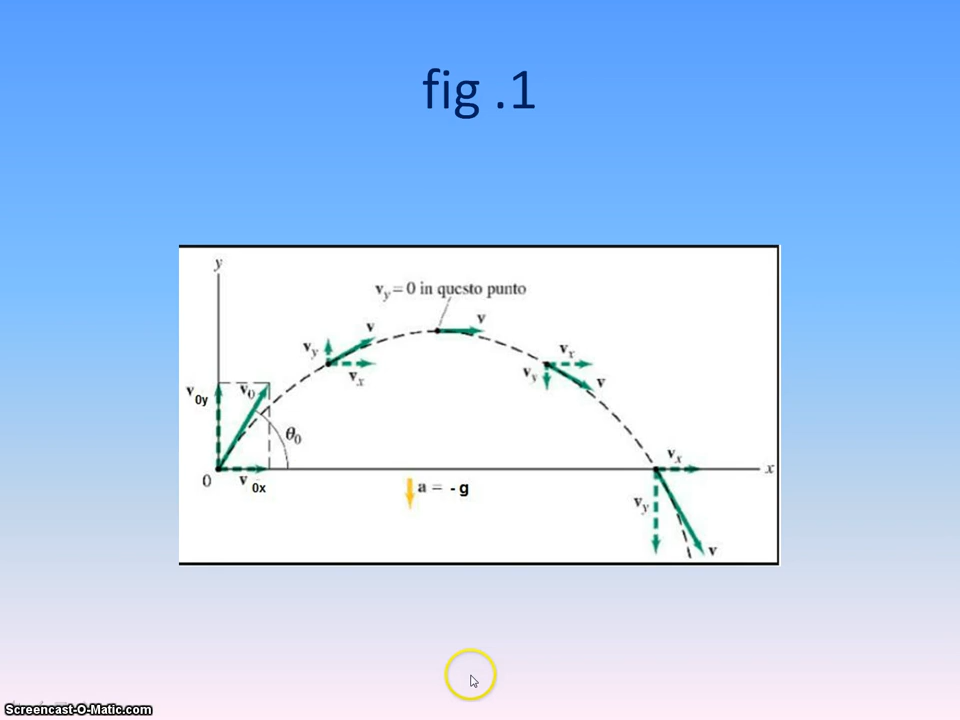 fig .1
y
vy = 0 in questo punto
v
v
vy
vx
vx
vy
v
v0y
v0
θ0
0
v0x
a = - g
vx
x
vy
v
Screencast-O-Matic.com